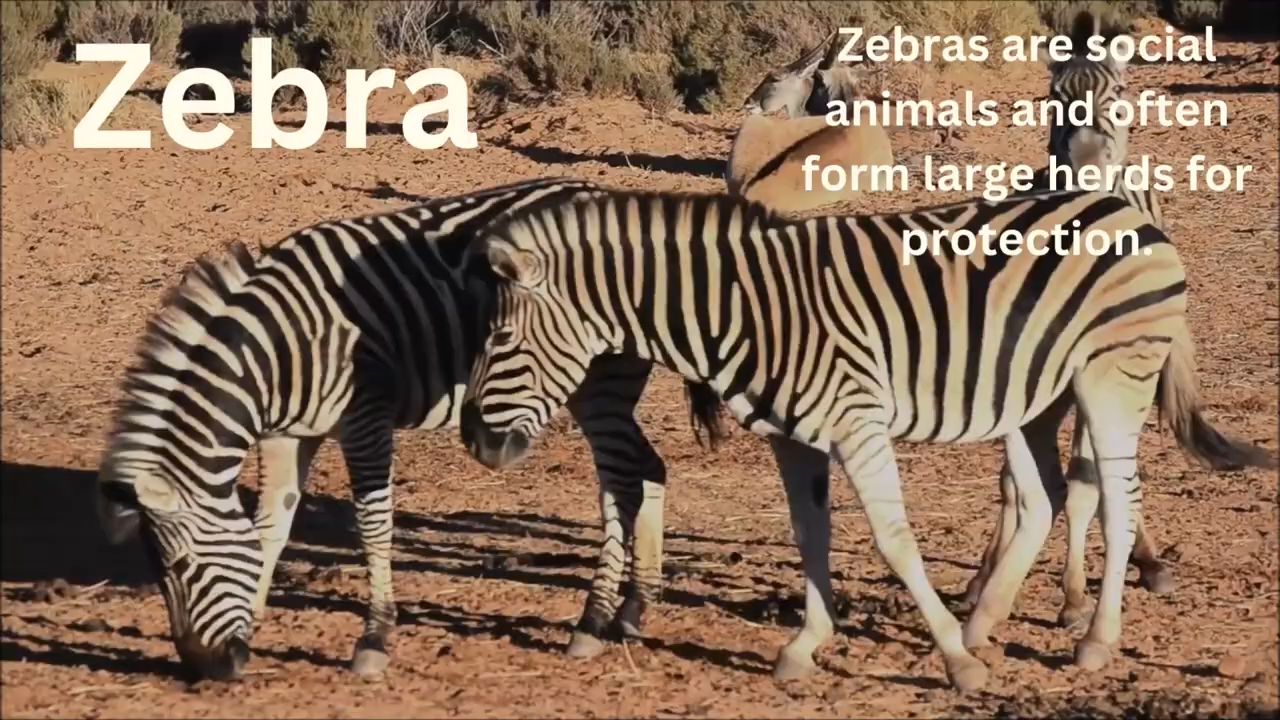 Zebra
Zebras are social
animals and often
form large herds for
protection.